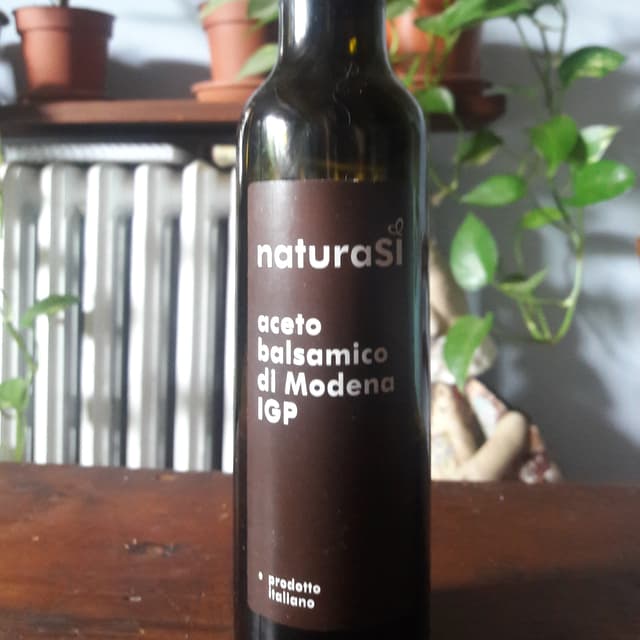 naturaSì
aceto
balsamico
di Modena
IGP
prodotto
italiano